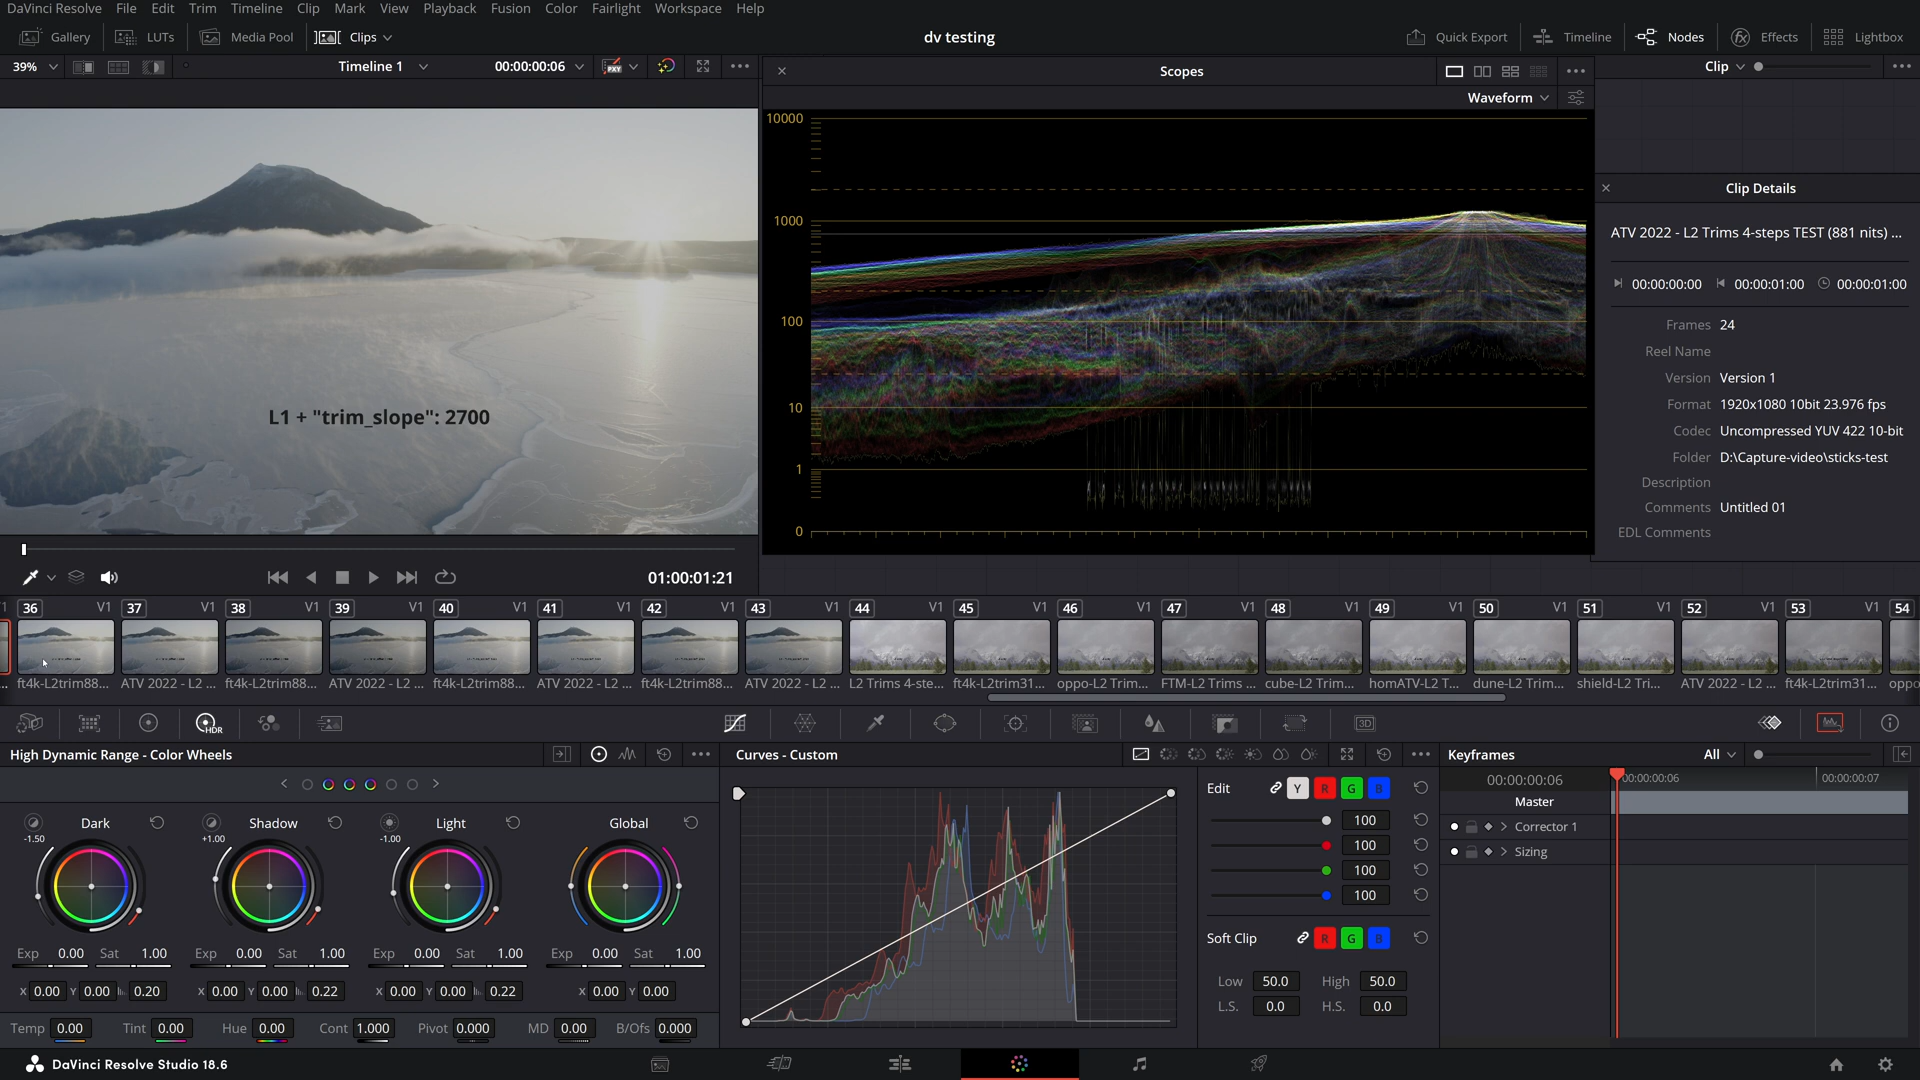 DaVinci Resolve File Edit Trim Timeline Clip Mark View Playback Fusion Color Fairlight Workspace Help
Gallery LUTs Media Pool Clips dv testing Quick Export Timeline Nodes Effects Lightbox
39% Timeline 1 00:00:00:06 PXY
Scopes
Clip
Waveform
10000
1000
100
10
1
0
L1 + "trim_slope": 2700
Clip Details
ATV 2022 - L2 Trims 4-steps TEST (881 nits) ...
00:00:00:00 00:00:01:00 00:00:01:00
Frames 24
Reel Name
Version Version 1
Format 1920x1080 10bit 23.976 fps
Codec Uncompressed YUV 422 10-bit
Folder D:\Capture-video\sticks-test
Description
Comments Untitled 01
EDL Comments
01:00:01:21
36 V1 37 V1 38 V1 39 V1 40 V1 41 V1 42 V1 43 V1 44 V1 45 V1 46 V1 47 V1 48 V1 49 V1 50 V1 51 V1 52 V1 53 V1 54
ft4k-L2trim88... ATV 2022 - L2 ... ft4k-L2trim88... ATV 2022 - L2 ... ft4k-L2trim88... ATV 2022 - L2 ... ft4k-L2trim88... ATV 2022 - L2 ... L2 Trims 4-ste... ft4k-L2trim31... oppo-L2 Trim... FTM-L2 Trims ... cube-L2 Trim... homATV-L2 T... dune-L2 Trim... shield-L2 Tri... ATV 2022 - L2 ... ft4k-L2trim31... oppo
HDR 3D
High Dynamic Range - Color Wheels
Dark Shadow Light Global
-1.50 +1.00 -1.00
Exp 0.00 Sat 1.00 Exp 0.00 Sat 1.00 Exp 0.00 Sat 1.00 Exp 0.00 Sat 1.00
X 0.00 Y 0.00 0.20 X 0.00 Y 0.00 0.22 X 0.00 Y 0.00 0.22 X 0.00 Y 0.00
Temp 0.00 Tint 0.00 Hue 0.00 Cont 1.000 Pivot 0.000 MD 0.00 B/Ofs 0.000
Curves - Custom
Edit Y R G B
100
100
100
100
Soft Clip R G B
Low 50.0 High 50.0
L.S. 0.0 H.S. 0.0
Keyframes All
00:00:00:06 00:00:00:06 00:00:00:07
Master
Corrector 1
Sizing
DaVinci Resolve Studio 18.6